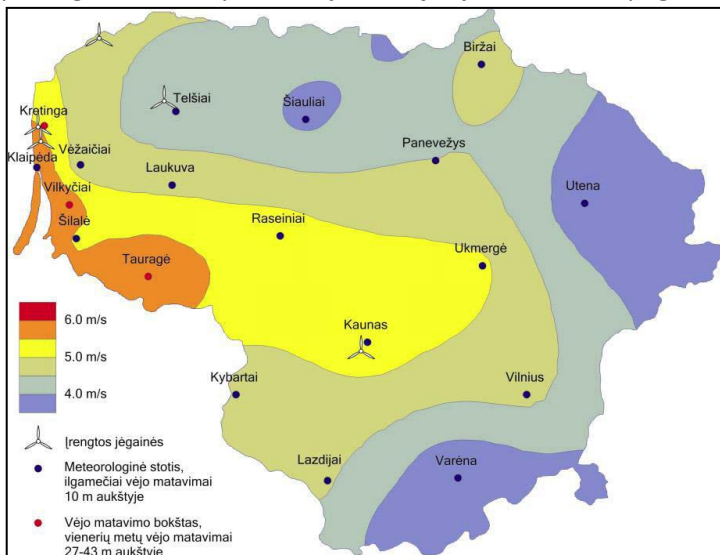 Biržai
Telšiai
Šiauliai
Kretinga
Panevežys
Vėžaičiai
Klaipėda
Laukuva
Vilkyčiai
Utena
Šilalė
Raseiniai
Ukmergė
Tauragė
6.0 m/s
Kaunas
5.0 m/s
Kybartai
Vilnius
4.0 m/s
Įrengtos jėgainės
Lazdijai
Varėna
Meteorologinė stotis,
ilgamečiai vėjo matavimai
10 m aukštyje
Vėjo matavimo bokštas,
vienerių metų vėjo matavimai
27-43 m aukštyje